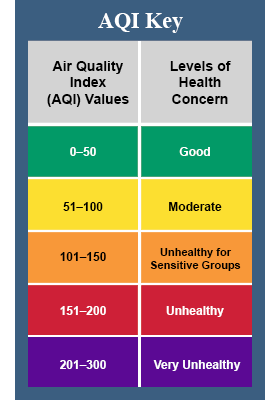 AQI Key
Air Quality
Index
(AQI) Values
Levels of
Health
Concern
0–50
Good
51–100
Moderate
101–150
Unhealthy for
Sensitive Groups
151–200
Unhealthy
201–300
Very Unhealthy